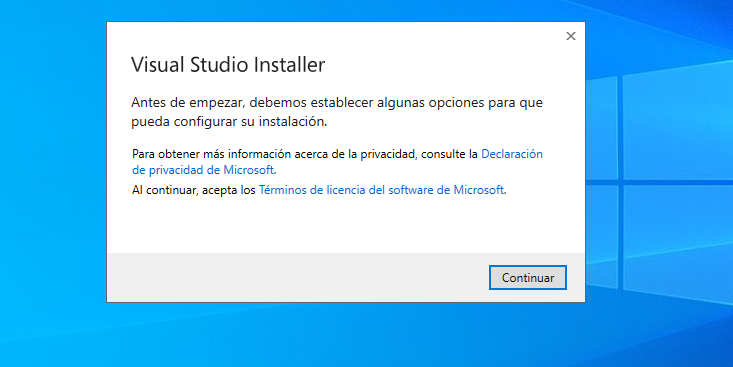 Visual Studio Installer
Antes de empezar, debemos establecer algunas opciones para que
pueda configurar su instalación.
Para obtener más información acerca de la privacidad, consulte la Declaración
de privacidad de Microsoft.
Al continuar, acepta los Términos de licencia del software de Microsoft.
Continuar